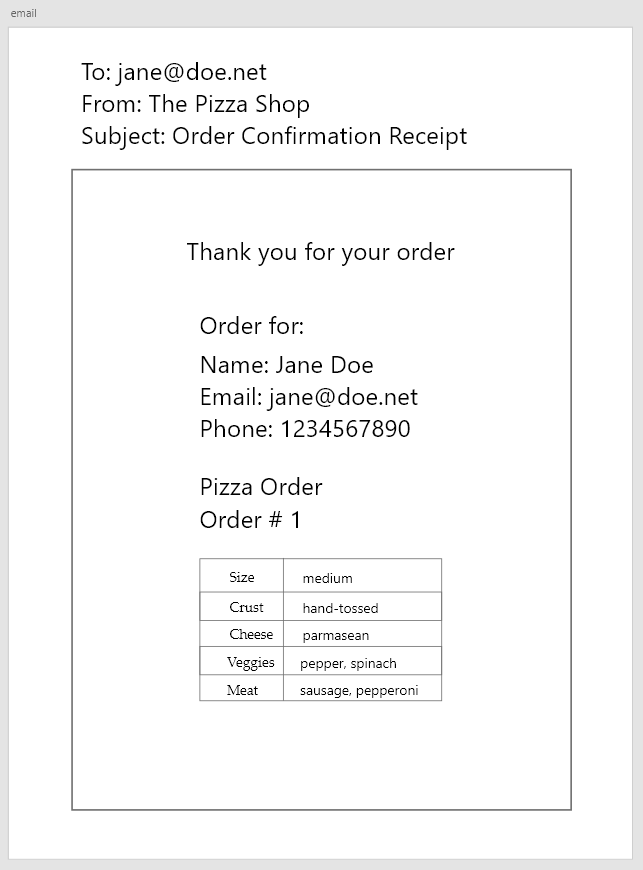 email
To: jane@doe.net
From: The Pizza Shop
Subject: Order Confirmation Receipt
Thank you for your order
Order for:
Name: Jane Doe
Email: jane@doe.net
Phone: 1234567890
Pizza Order
Order # 1
Size medium
Crust hand-tossed
Cheese parmasean
Veggies pepper, spinach
Meat sausage, pepperoni